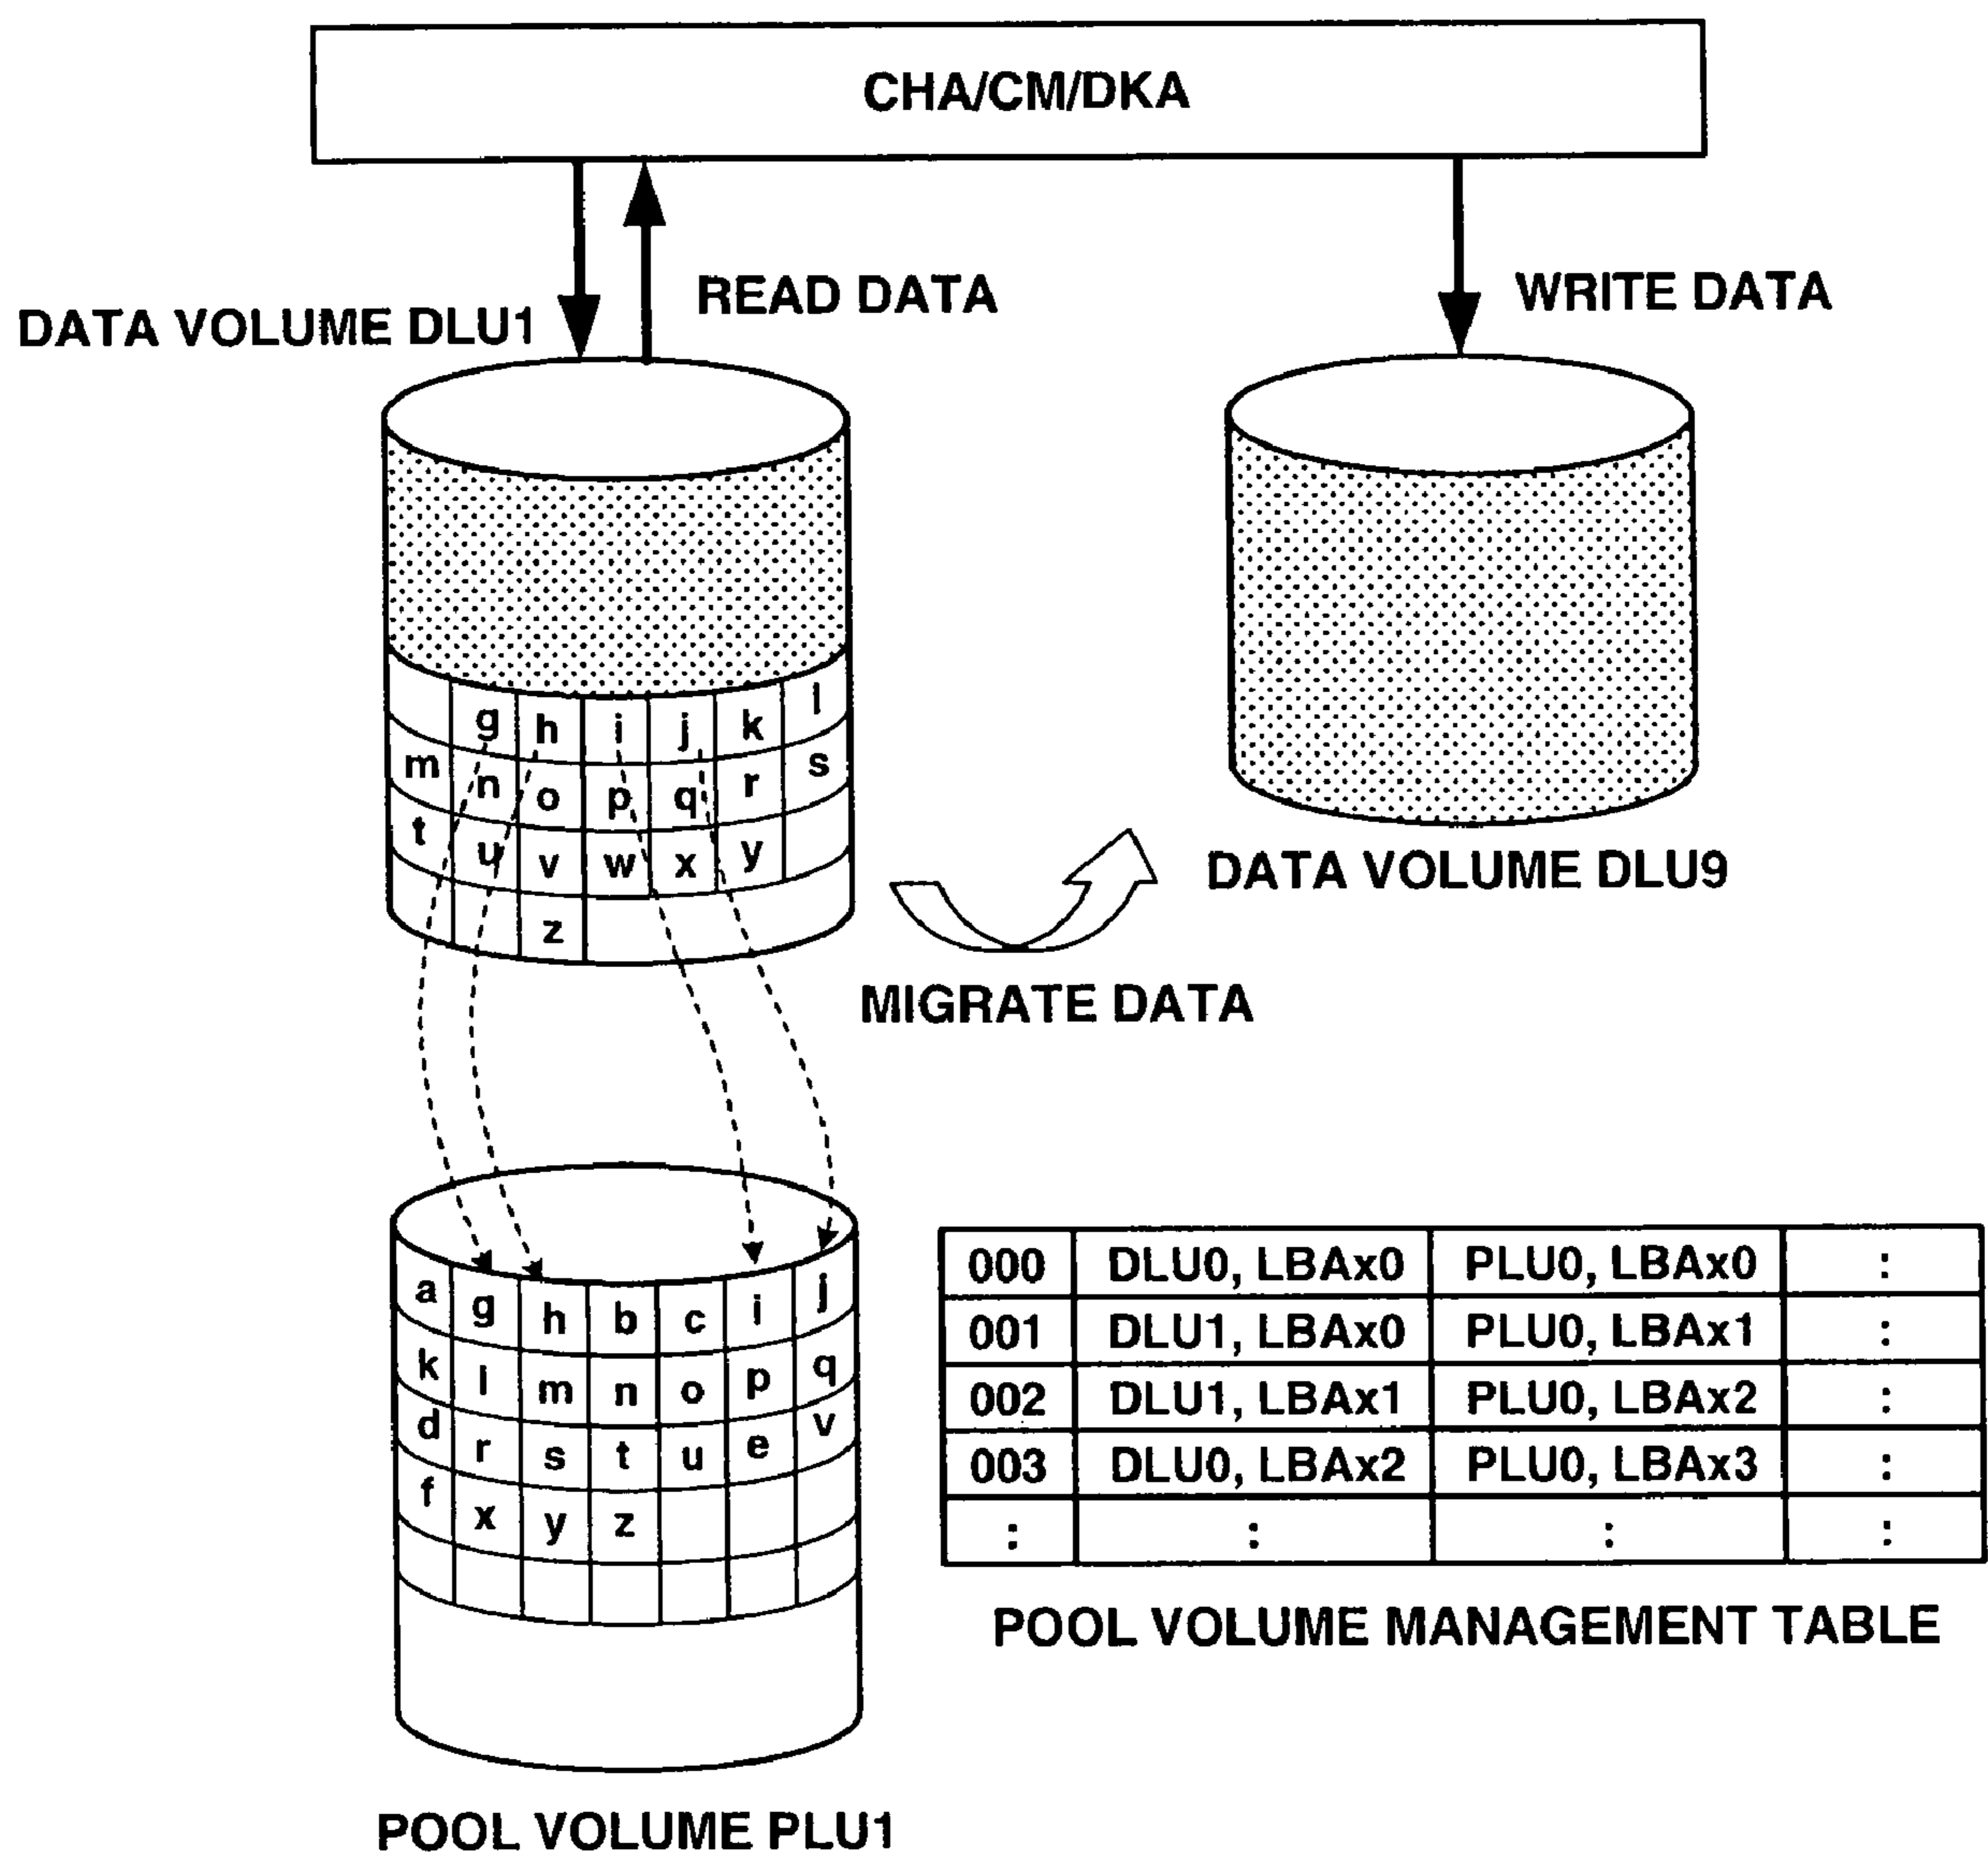 CHA/CM/DKA
DATA VOLUME DLU1
READ DATA
WRITE DATA
g h i j k l
m n o p q r s
t u v w x y
z
DATA VOLUME DLU9
MIGRATE DATA
a g h b c i j
k l m n o p q
d r s t u e v
f x y z
POOL VOLUME PLU1
000 DLU0, LBAx0 PLU0, LBAx0 :
001 DLU1, LBAx0 PLU0, LBAx1 :
002 DLU1, LBAx1 PLU0, LBAx2 :
003 DLU0, LBAx2 PLU0, LBAx3 :
: : : :
POOL VOLUME MANAGEMENT TABLE